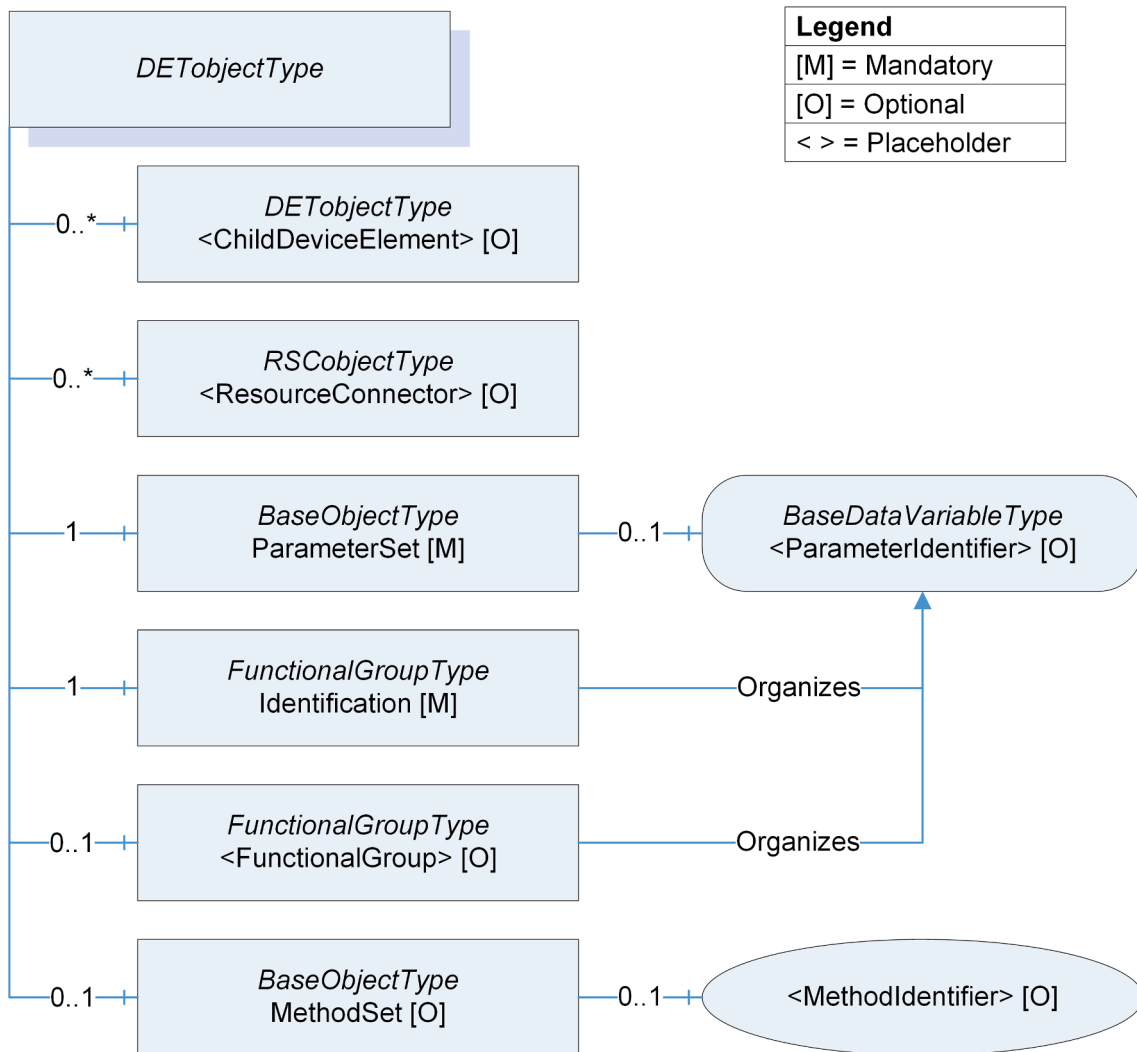 DETobjectType
Legend
[M] = Mandatory
[O] = Optional
< > = Placeholder
0..*
DETobjectType
<ChildDeviceElement> [O]
0..*
RSCobjectType
<ResourceConnector> [O]
1
BaseObjectType
ParameterSet [M]
0..1
BaseDataVariableType
<ParameterIdentifier> [O]
1
FunctionalGroupType
Identification [M]
Organizes
0..1
FunctionalGroupType
<FunctionalGroup> [O]
Organizes
0..1
BaseObjectType
MethodSet [O]
0..1
<MethodIdentifier> [O]